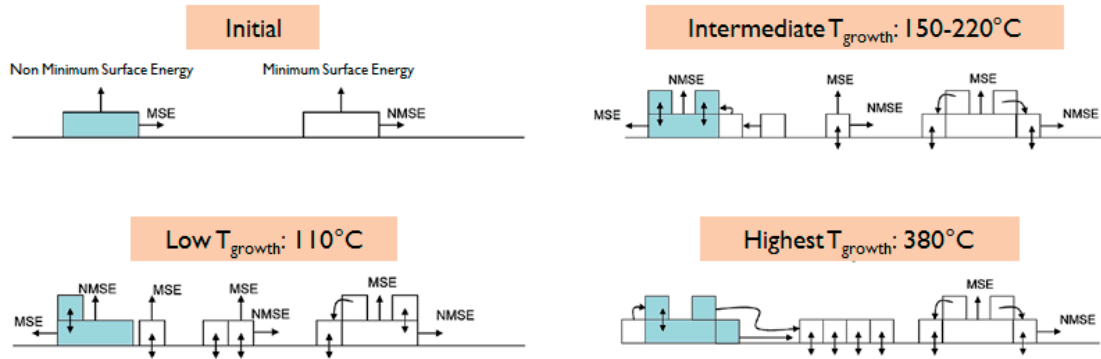 Initial
Non Minimum Surface Energy
Minimum Surface Energy
MSE
NMSE
Intermediate Tgrowth: 150-220°C
NMSE
MSE
MSE
MSE
NMSE
NMSE
Low Tgrowth: 110°C
NMSE
MSE
MSE
MSE
MSE
NMSE
NMSE
Highest Tgrowth: 380°C
MSE
NMSE